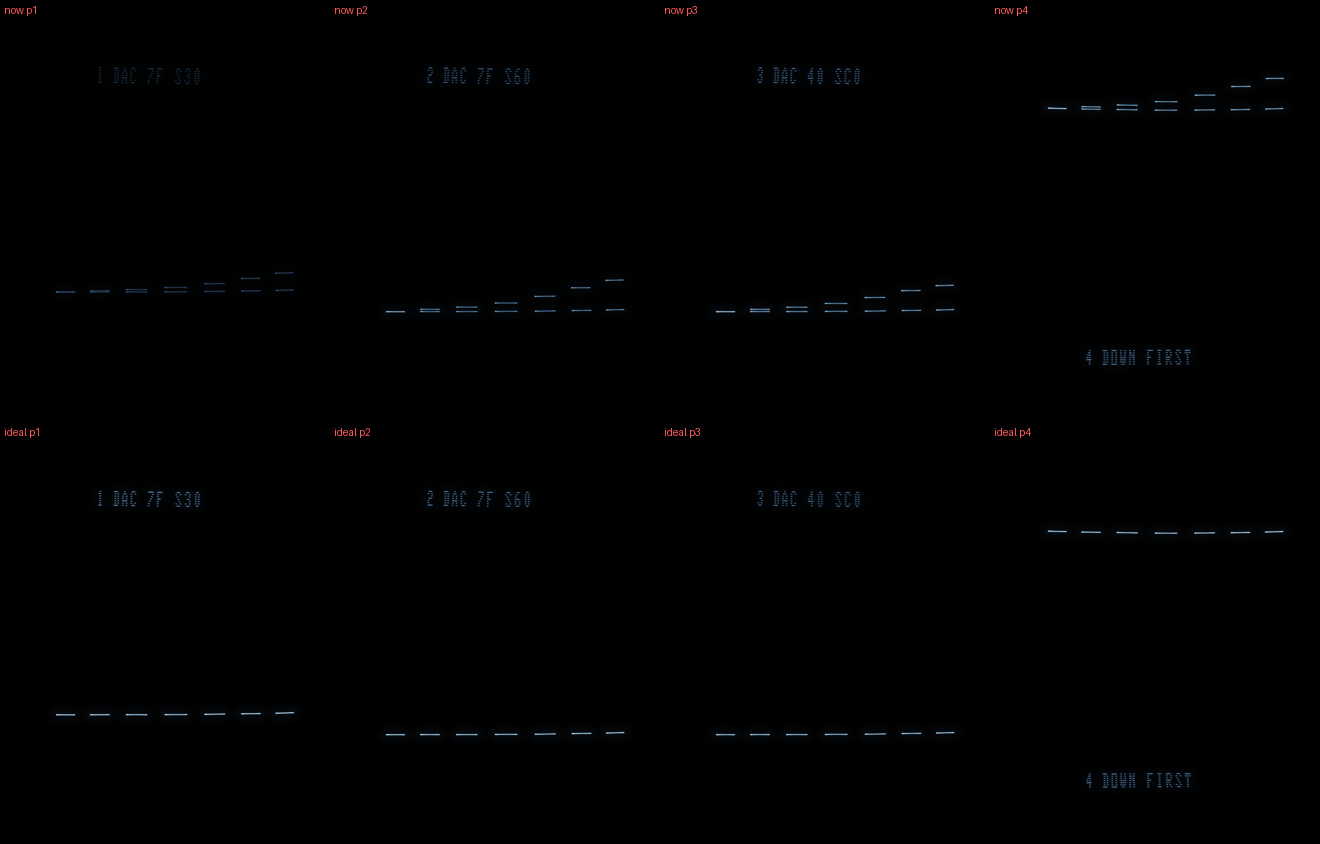 now p1
now p2
now p3
now p4
1 DAC 7F S30
2 DAC 7F S60
3 DAC 40 SC0
4 DOWN FIRST
ideal p1
ideal p2
ideal p3
ideal p4
1 DAC 7F S30
2 DAC 7F S60
3 DAC 40 SC0
4 DOWN FIRST